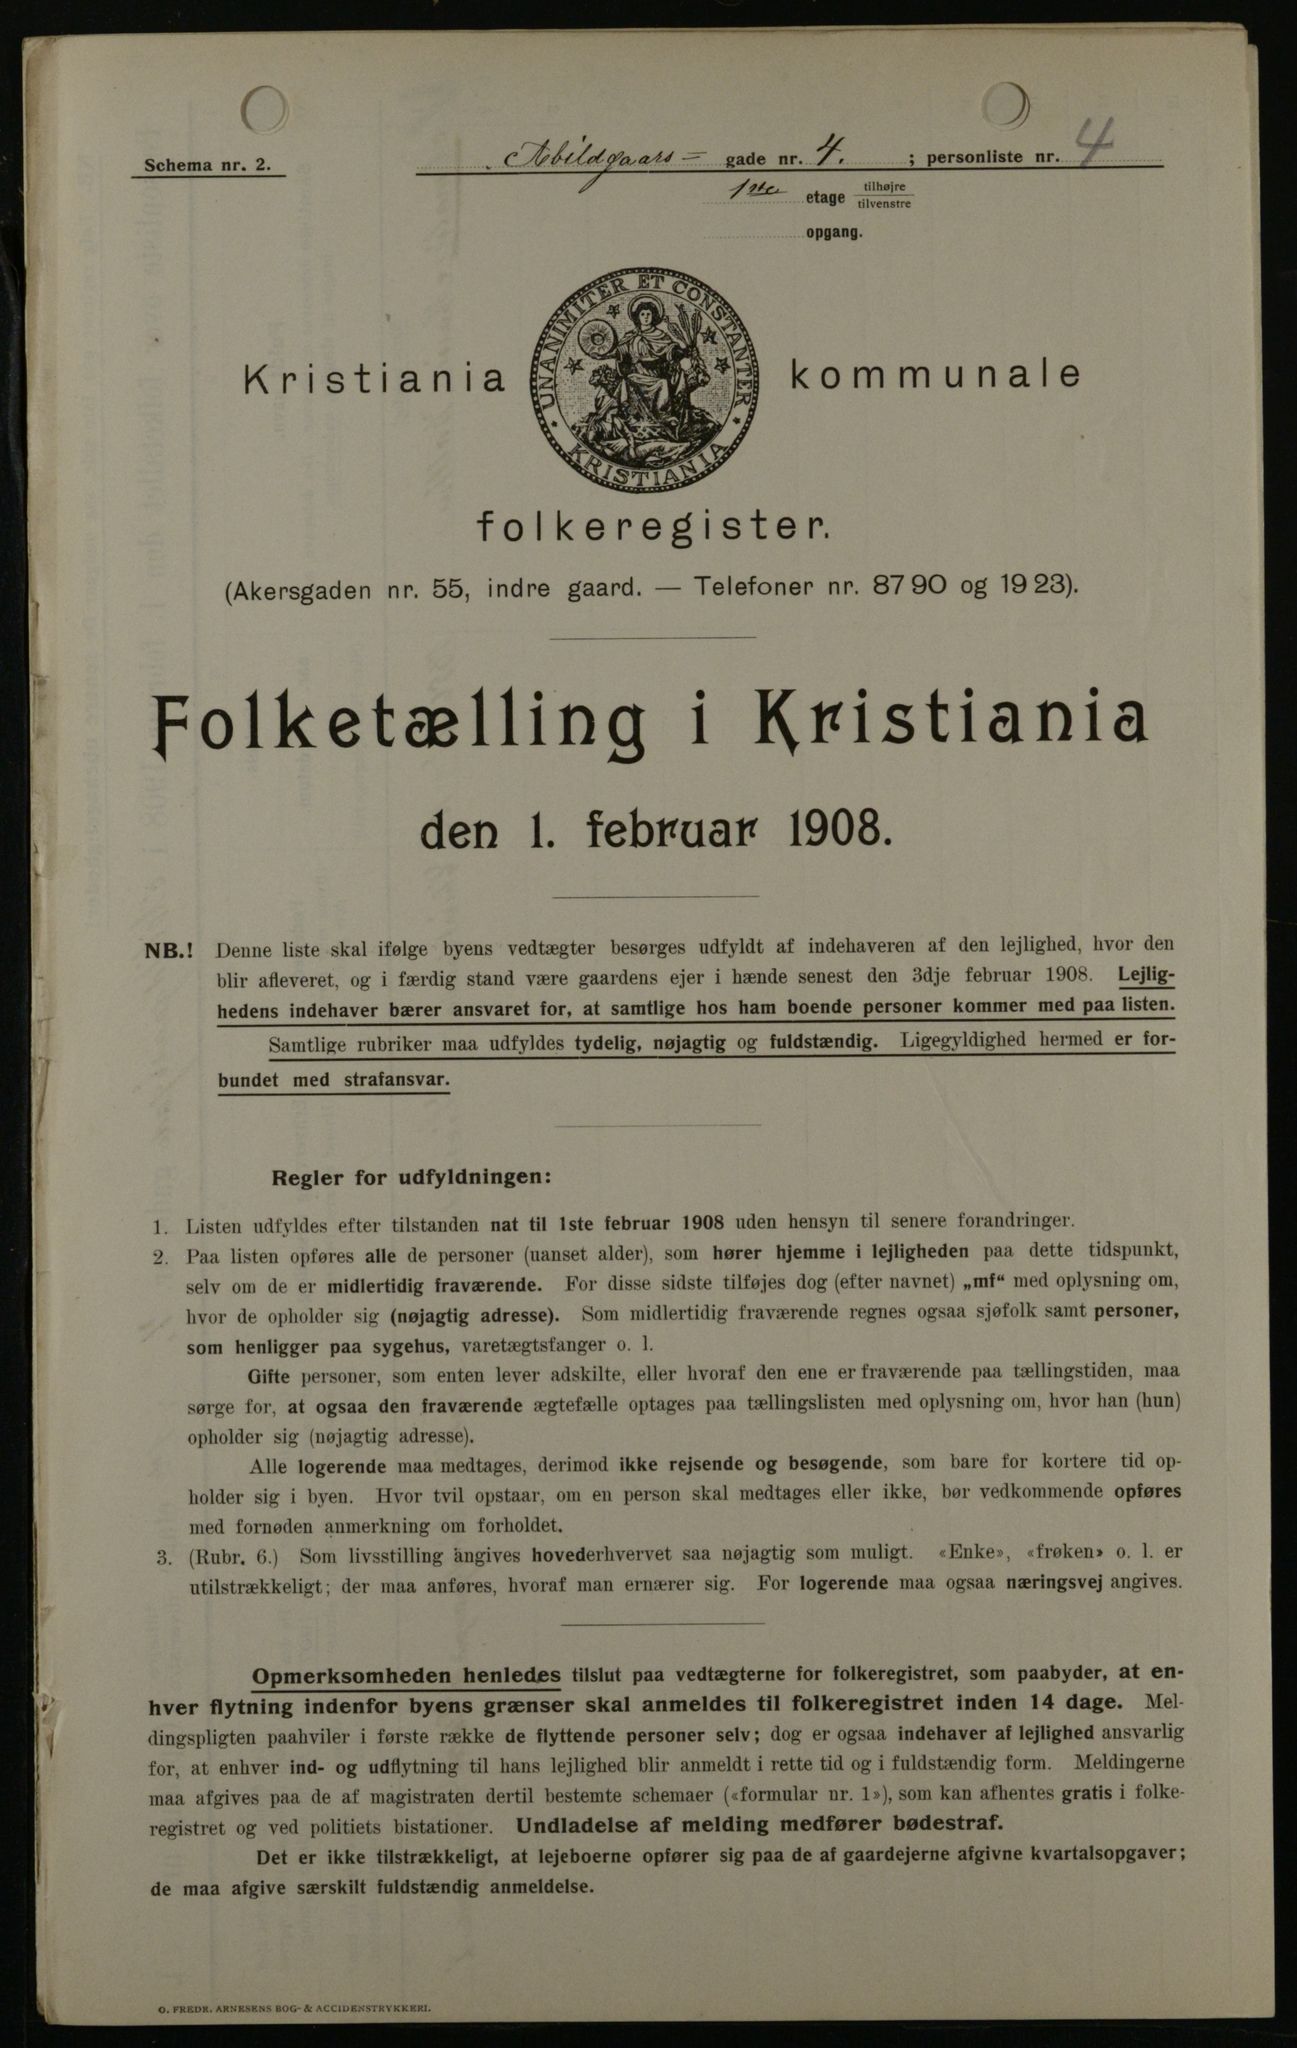 Schema nr. 2.
Abildgaars= gade nr. 4. ; personliste nr. 4
1ste etage tilhøjre
tilvenstre
opgang.
UNANIMITER ET CONSTANTER
KRISTIANIA
Kristiania kommunale
folkeregister.
(Akersgaden nr. 55, indre gaard. — Telefoner nr. 8790 og 1923).
Folketælling i Kristiania
den 1. februar 1908.
NB.! Denne liste skal ifølge byens vedtægter besørges udfyldt af indehaveren af den lejlighed, hvor den
blir afleveret, og i færdig stand være gaardens ejer i hænde senest den 3dje februar 1908. Lejlig-
hedens indehaver bærer ansvaret for, at samtlige hos ham boende personer kommer med paa listen.
Samtlige rubriker maa udfyldes tydelig, nøjagtig og fuldstændig. Ligegyldighed hermed er for-
bundet med strafansvar.
Regler for udfyldningen:
1. Listen udfyldes efter tilstanden nat til 1ste februar 1908 uden hensyn til senere forandringer.
2. Paa listen opføres alle de personer (uanset alder), som hører hjemme i lejligheden paa dette tidspunkt,
selv om de er midlertidig fraværende. For disse sidste tilføjes dog (efter navnet) „mf“ med oplysning om,
hvor de opholder sig (nøjagtig adresse). Som midlertidig fraværende regnes ogsaa sjøfolk samt personer,
som henligger paa sygehus, varetægtsfanger o. l.
Gifte personer, som enten lever adskilte, eller hvoraf den ene er fraværende paa tællingstiden, maa
sørge for, at ogsaa den fraværende ægtefælle optages paa tællingslisten med oplysning om, hvor han (hun)
opholder sig (nøjagtig adresse).
Alle logerende maa medtages, derimod ikke rejsende og besøgende, som bare for kortere tid op-
holder sig i byen. Hvor tvil opstaar, om en person skal medtages eller ikke, bør vedkommende opføres
med fornøden anmerkning om forholdet.
3. (Rubr. 6.) Som livsstilling angives hovederhvervet saa nøjagtig som muligt. «Enke», «frøken» o. l. er
utilstrækkeligt; der maa anføres, hvoraf man ernærer sig. For logerende maa ogsaa næringsvej angives.
Opmerksomheden henledes tilslut paa vedtægterne for folkeregistret, som paabyder, at en-
hver flytning indenfor byens grænser skal anmeldes til folkeregistret inden 14 dage. Mel-
dingspligten paahviler i første række de flyttende personer selv; dog er ogsaa indehaver af lejlighed ansvarlig
for, at enhver ind- og udflytning til hans lejlighed blir anmeldt i rette tid og i fuldstændig form. Meldingerne
maa afgives paa de af magistraten dertil bestemte schemaer («formular nr. 1»), som kan afhentes gratis i folke-
registret og ved politiets bistationer. Undladelse af melding medfører bødestraf.
Det er ikke tilstrækkeligt, at lejeboerne opfører sig paa de af gaardejerne afgivne kvartalsopgaver;
de maa afgive særskilt fuldstændig anmeldelse.
O. FREDR. ARNESENS BOG- & ACCIDENSTRYKKERI.